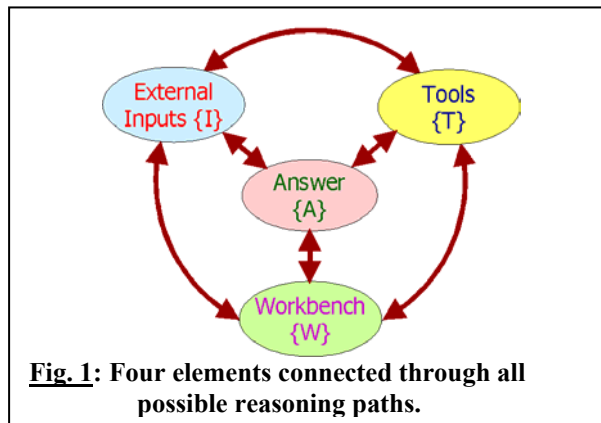 External
Inputs {I}
Tools
{T}
Answer
{A}
Workbench
{W}
Fig. 1: Four elements connected through all
possible reasoning paths.